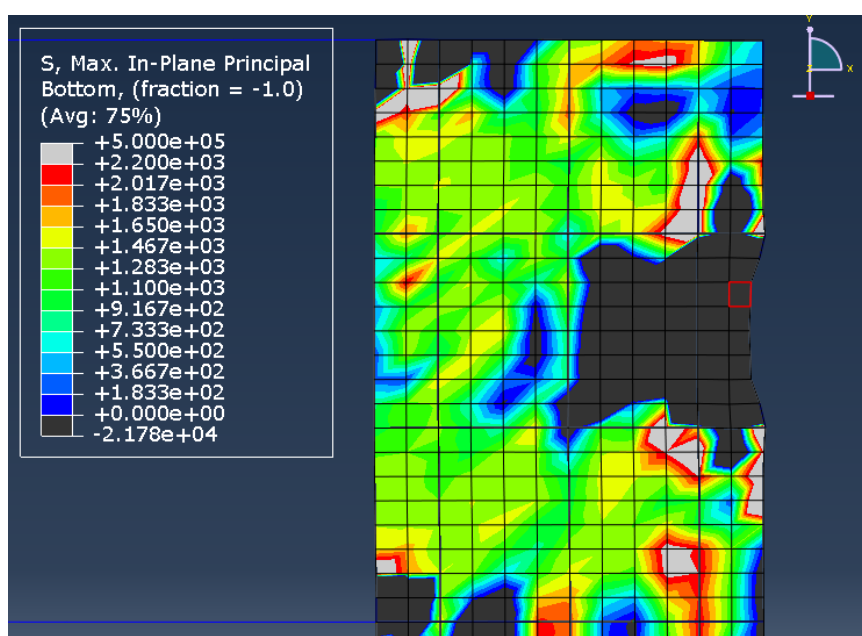 S, Max. In-Plane Principal
Bottom, (fraction = -1.0)
(Avg: 75%)
+5.000e+05
+2.200e+03
+2.017e+03
+1.833e+03
+1.650e+03
+1.467e+03
+1.283e+03
+1.100e+03
+9.167e+02
+7.333e+02
+5.500e+02
+3.667e+02
+1.833e+02
+0.000e+00
-2.178e+04
Y
Z
X